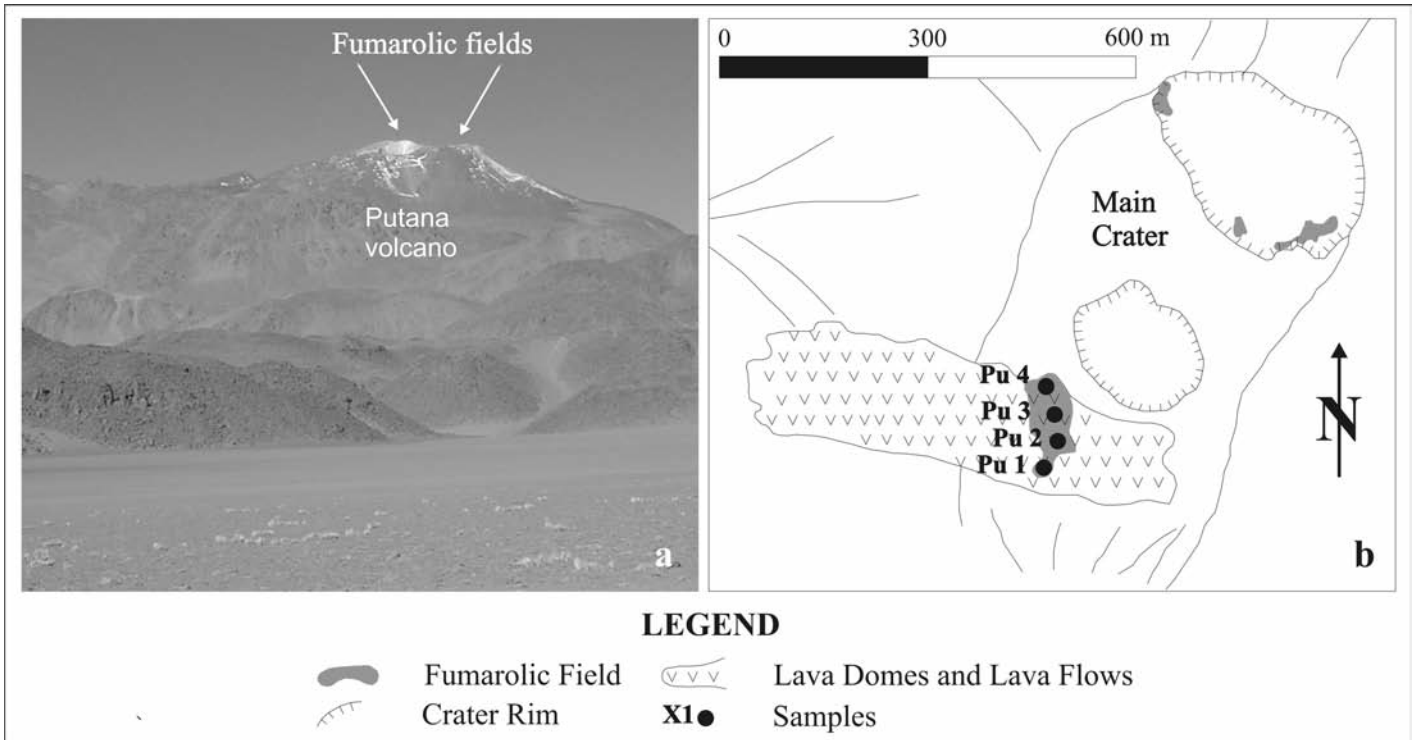 Fumarolic fields
Putana
volcano
a
0 300 600 m
Main
Crater
Pu 4
Pu 3
Pu 2
Pu 1
N
b
LEGEND
Fumarolic Field
Lava Domes and Lava Flows
Crater Rim
X1 Samples